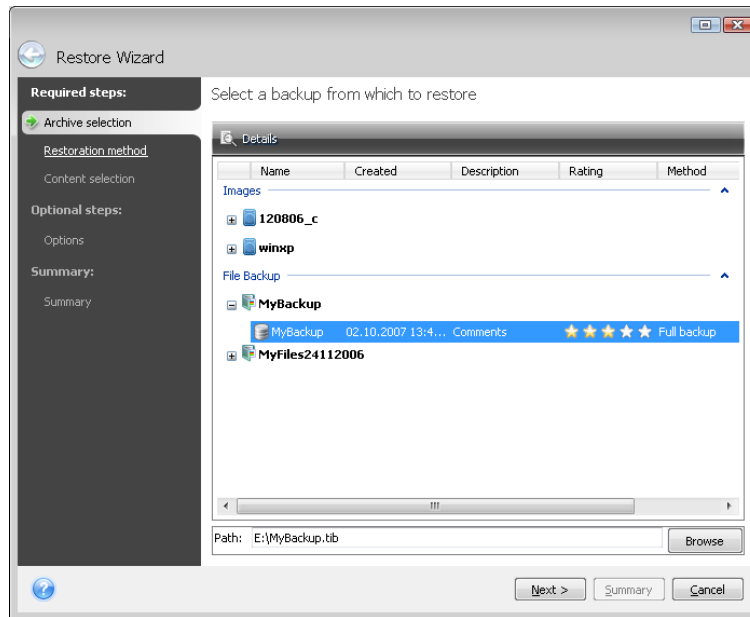 Restore Wizard
Required steps:
Archive selection
Restoration method
Content selection
Optional steps:
Options
Summary:
Summary
Select a backup from which to restore
Details
Name Created Description Rating Method
Images
120806_c
winxp
File Backup
MyBackup
MyBackup 02.10.2007 13:4... Comments Full backup
MyFiles24112006
Path: E:\MyBackup.tib Browse
Next > Summary Cancel